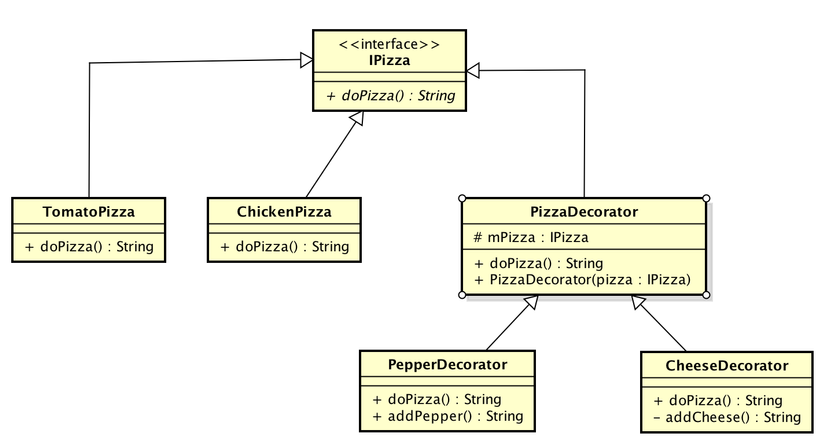 <<interface>>
IPizza
+ doPizza() : String
TomatoPizza
+ doPizza() : String
ChickenPizza
+ doPizza() : String
PizzaDecorator
# mPizza : IPizza
+ doPizza() : String
+ PizzaDecorator(pizza : IPizza)
PepperDecorator
+ doPizza() : String
+ addPepper() : String
CheeseDecorator
+ doPizza() : String
– addCheese() : String